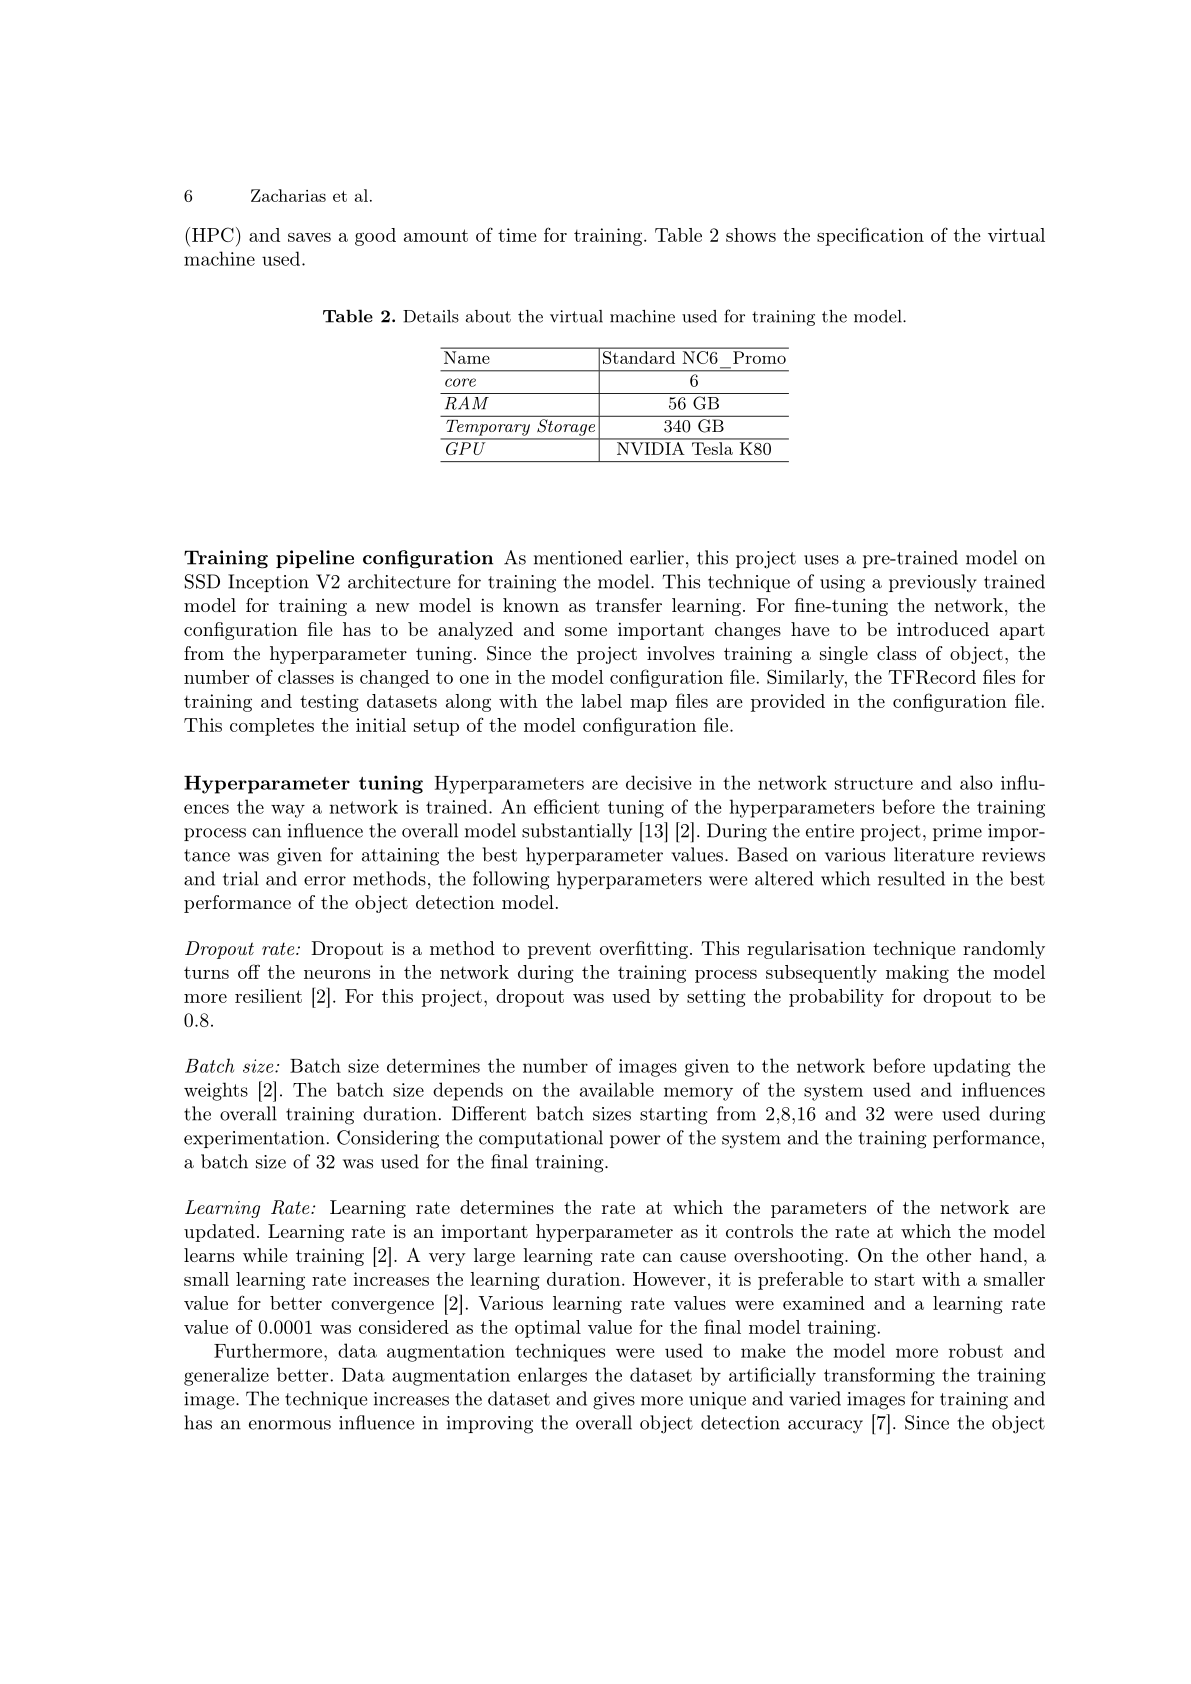 6 Zacharias et al.
(HPC) and saves a good amount of time for training. Table 2 shows the specification of the virtual
machine used.
Table 2. Details about the virtual machine used for training the model.
Name Standard NC6_Promo
core 6
RAM 56 GB
Temporary Storage 340 GB
GPU NVIDIA Tesla K80
Training pipeline configuration As mentioned earlier, this project uses a pre-trained model on
SSD Inception V2 architecture for training the model. This technique of using a previously trained
model for training a new model is known as transfer learning. For fine-tuning the network, the
configuration file has to be analyzed and some important changes have to be introduced apart
from the hyperparameter tuning. Since the project involves training a single class of object, the
number of classes is changed to one in the model configuration file. Similarly, the TFRecord files for
training and testing datasets along with the label map files are provided in the configuration file.
This completes the initial setup of the model configuration file.
Hyperparameter tuning Hyperparameters are decisive in the network structure and also influ-
ences the way a network is trained. An efficient tuning of the hyperparameters before the training
process can influence the overall model substantially [13] [2]. During the entire project, prime impor-
tance was given for attaining the best hyperparameter values. Based on various literature reviews
and trial and error methods, the following hyperparameters were altered which resulted in the best
performance of the object detection model.
Dropout rate: Dropout is a method to prevent overfitting. This regularisation technique randomly
turns off the neurons in the network during the training process subsequently making the model
more resilient [2]. For this project, dropout was used by setting the probability for dropout to be
0.8.
Batch size: Batch size determines the number of images given to the network before updating the
weights [2]. The batch size depends on the available memory of the system used and influences
the overall training duration. Different batch sizes starting from 2,8,16 and 32 were used during
experimentation. Considering the computational power of the system and the training performance,
a batch size of 32 was used for the final training.
Learning Rate: Learning rate determines the rate at which the parameters of the network are
updated. Learning rate is an important hyperparameter as it controls the rate at which the model
learns while training [2]. A very large learning rate can cause overshooting. On the other hand, a
small learning rate increases the learning duration. However, it is preferable to start with a smaller
value for better convergence [2]. Various learning rate values were examined and a learning rate
value of 0.0001 was considered as the optimal value for the final model training.
Furthermore, data augmentation techniques were used to make the model more robust and
generalize better. Data augmentation enlarges the dataset by artificially transforming the training
image. The technique increases the dataset and gives more unique and varied images for training and
has an enormous influence in improving the overall object detection accuracy [7]. Since the object